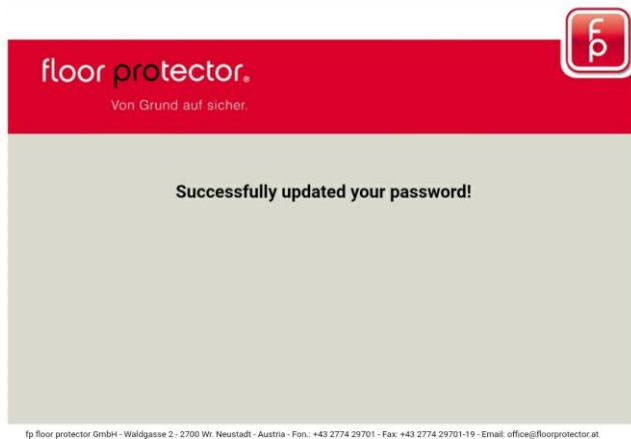 fp
floor protector®
Von Grund auf sicher.
Successfully updated your password!
fp floor protector GmbH - Waldgasse 2 - 2700 Wr. Neustadt - Austria - Fon.: +43 2774 29701 - Fax: +43 2774 29701-19 - Email: office@floorprotector.at